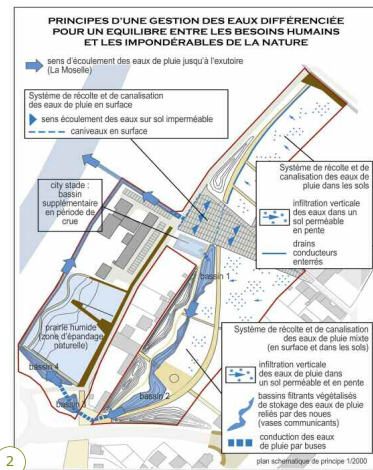 PRINCIPES D'UNE GESTION DES EAUX DIFFÉRENCIÉE
POUR UN EQUILIBRE ENTRE LES BESOINS HUMAINS
ET LES IMPONDÉRABLES DE LA NATURE
sens d'écoulement des eaux de pluie jusqu'à l'exutoire
(La Moselle)
Système de récolte et de canalisation
des eaux de pluie en surface
sens écoulement des eaux sur sol imperméable
caniveaux en surface
city stade :
bassin
supplémentaire
en période de
crue
Système de récolte et de
canalisation des eaux de
pluie dans les sols
infiltration verticale
des eaux dans un
sol perméable
en pente
drains
conducteurs
enterrés
bassin 1
prairie humide
(zone d'épandage
naturelle)
bassin 4
bassin 3
bassin 2
Système de récolte et de canalisation
des eaux de pluie mixte
(en surface et dans les sols)
infiltration verticale
des eaux de pluie dans
un sol perméable et en pente
bassins filtrants végétalisés
de stokage des eaux de pluie
reliés par des noues
(vases communicants)
conduction des eaux
de pluie par buses
plan schematique de principe 1/2000
2